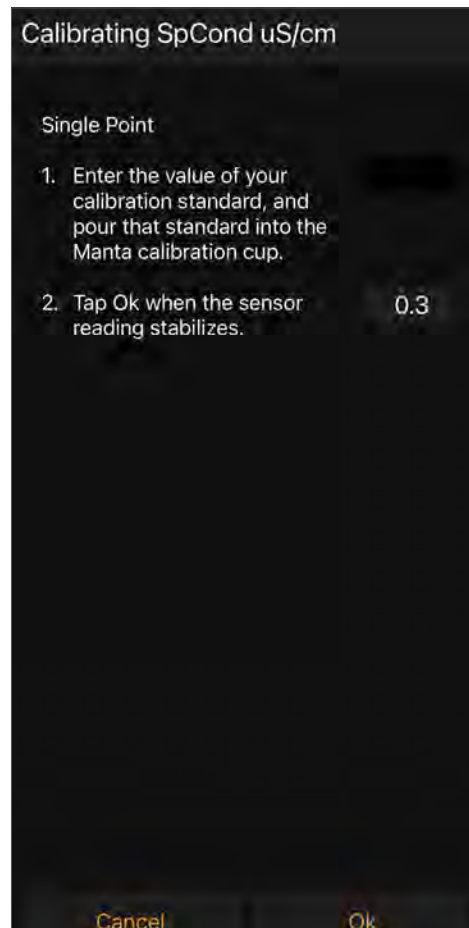 Calibrating SpCond uS/cm
Single Point
1. Enter the value of your
calibration standard, and
pour that standard into the
Manta calibration cup.
2. Tap Ok when the sensor
reading stabilizes.
0.3
Cancel
Ok